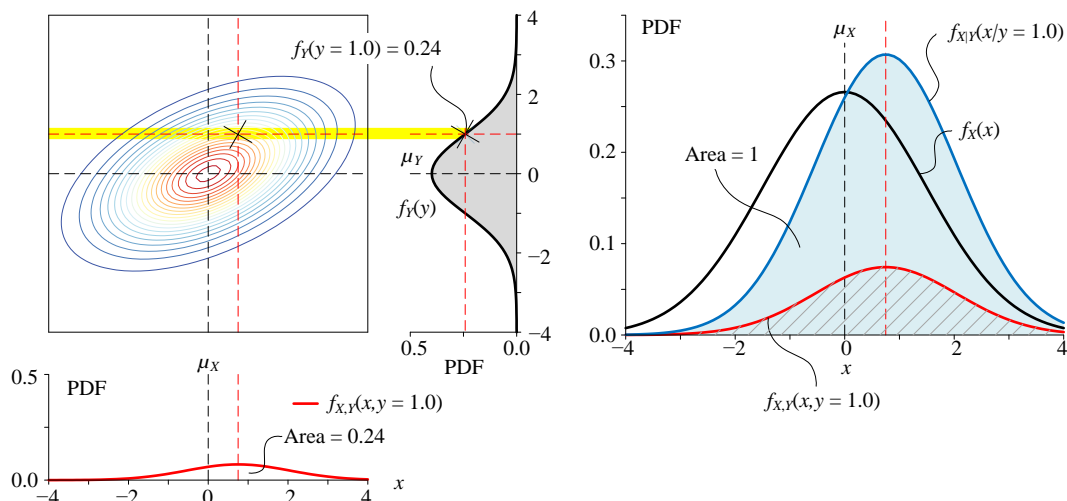 f_Y(y = 1.0) = 0.24
4
2
0
−2
−4
μ_Y
f_Y(y)
0.5
0.0
PDF
PDF
μ_X
0.5
0.0
f_{X,Y}(x,y = 1.0)
Area = 0.24
−4
−2
0
2
4
x
PDF
μ_X
f_{X|Y}(x/y = 1.0)
0.3
f_X(x)
0.2
Area = 1
0.1
0.0
−4
−2
0
2
4
x
f_{X,Y}(x,y = 1.0)